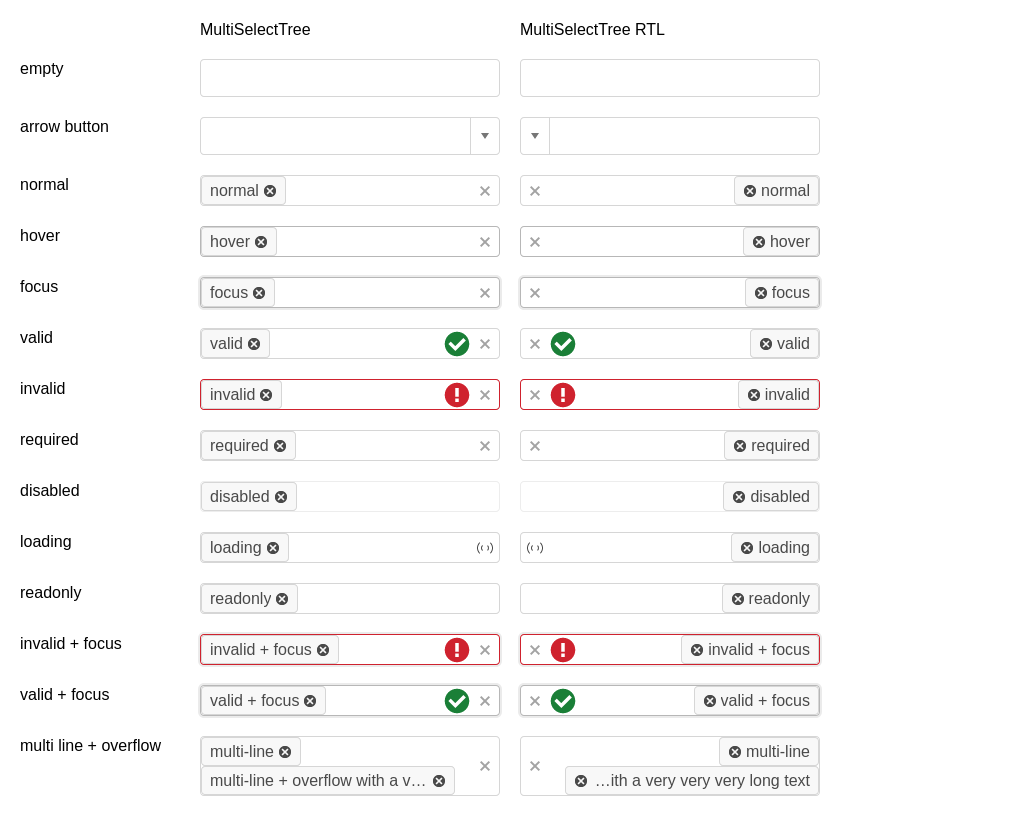 MultiSelectTree MultiSelectTree RTL
empty
arrow button
normal normal normal
hover hover hover
focus focus focus
valid valid valid
invalid invalid invalid
required required required
disabled disabled disabled
loading loading loading
readonly readonly readonly
invalid + focus invalid + focus invalid + focus
valid + focus valid + focus valid + focus
multi line + overflow multi-line multi-line
multi-line + overflow with a v… …ith a very very very long text